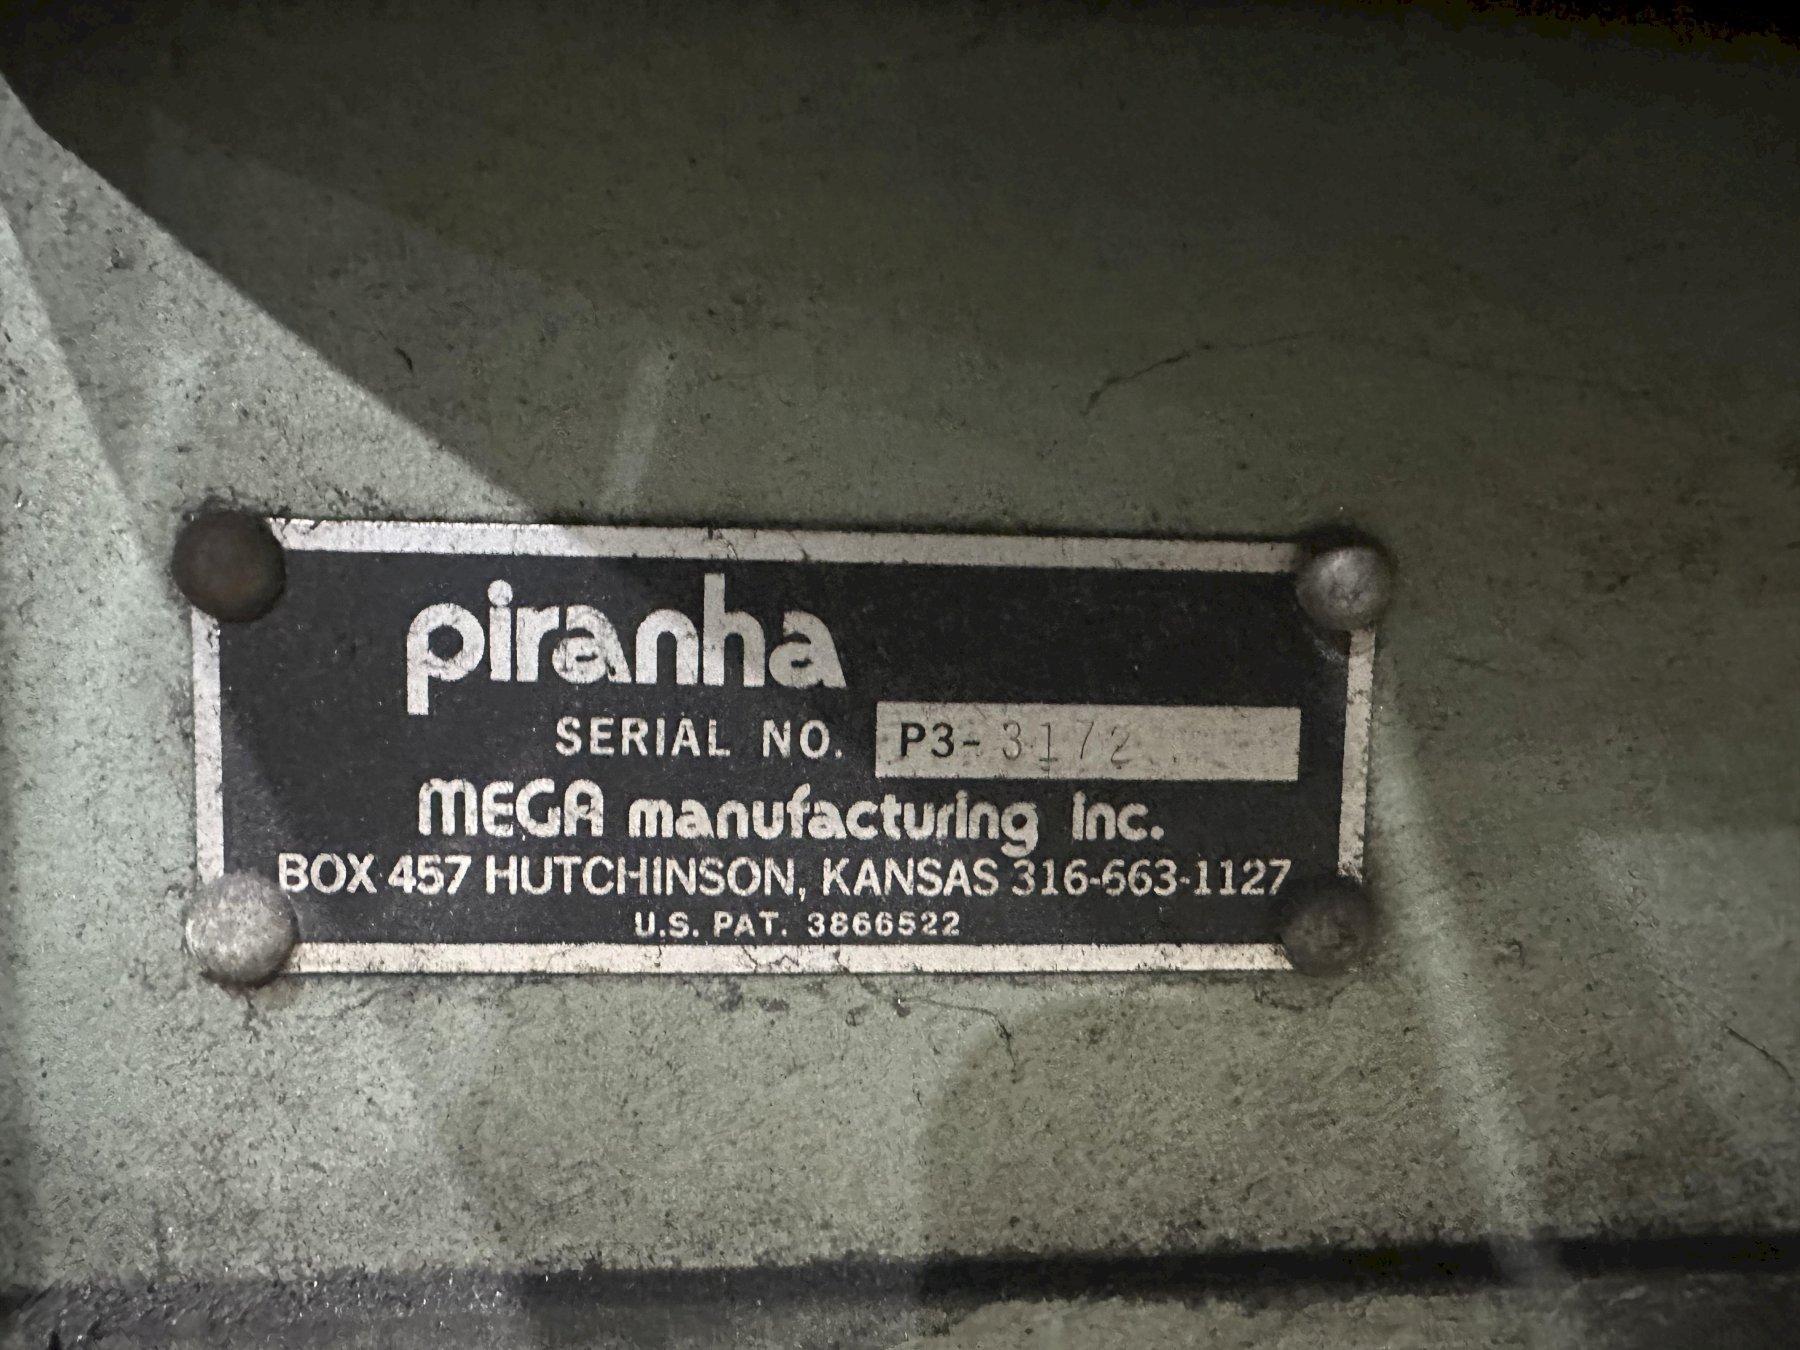 piranha
SERIAL NO. P3-3172
MEGA manufacturing inc.
BOX 457 HUTCHINSON, KANSAS 316-663-1127
U.S. PAT. 3866522